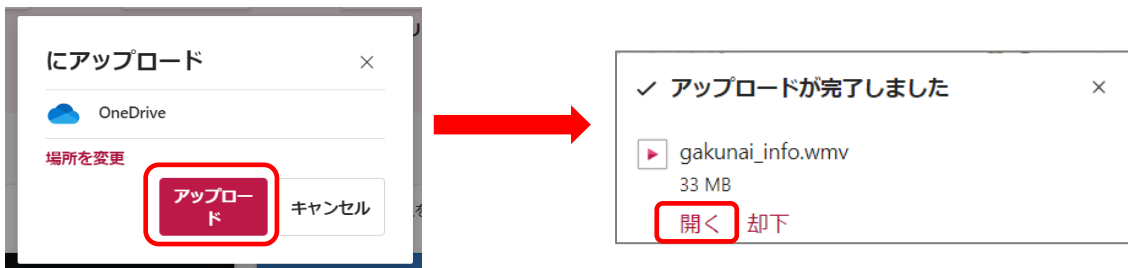 にアップロード
OneDrive
場所を変更
アップロー
ド
キャンセル
アップロードが完了しました
gakunai_info.wmv
33 MB
開く 却下